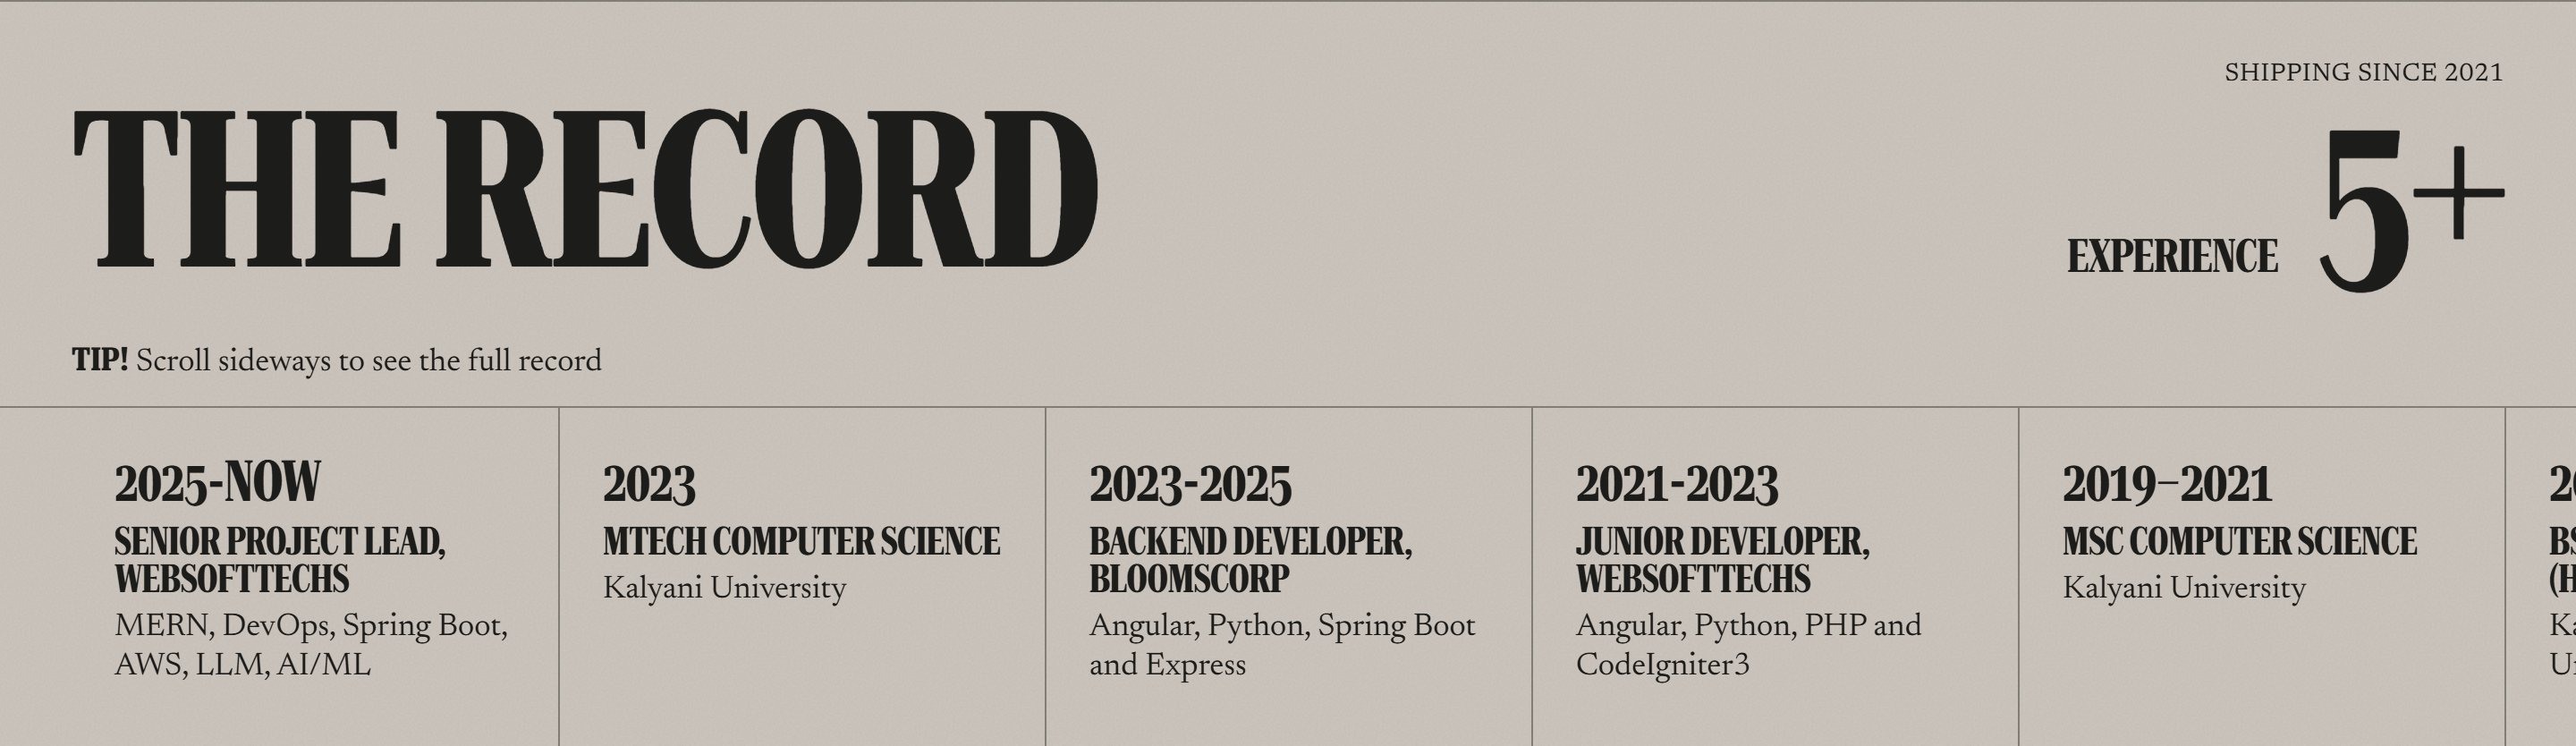 SHIPPING SINCE 2021
THE RECORD
EXPERIENCE 5+
TIP! Scroll sideways to see the full record
2025-NOW
SENIOR PROJECT LEAD,
WEBSOFTTECHS
MERN, DevOps, Spring Boot,
AWS, LLM, AI/ML
2023
MTECH COMPUTER SCIENCE
Kalyani University
2023-2025
BACKEND DEVELOPER,
BLOOMSCORP
Angular, Python, Spring Boot
and Express
2021-2023
JUNIOR DEVELOPER,
WEBSOFTTECHS
Angular, Python, PHP and
CodeIgniter3
2019–2021
MSC COMPUTER SCIENCE
Kalyani University